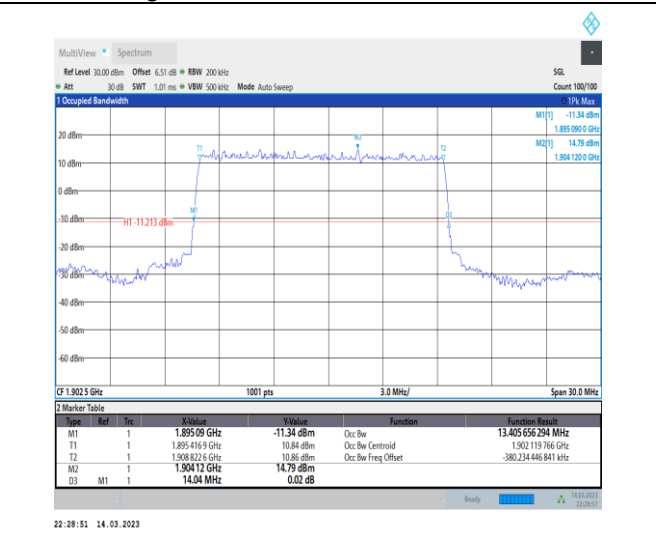 MultiView Spectrum
Ref Level 30.00 dBm Offset 6.51 dB RBW 200 kHz SGL
Att 30 dB SWT 1.01 ms VBW 500 kHz Mode Auto Sweep Count 100/100
1 Occupied Bandwidth 1Pk Max
M1[1] -11.34 dBm
1.895 090 0 GHz
M2[1] 14.79 dBm
1.904 120 0 GHz
20 dBm
M2
T1 T2
10 dBm
0 dBm
M1
D3
-10 dBm
H1 -11.213 dBm
-20 dBm
-30 dBm
-40 dBm
-50 dBm
-60 dBm
CF 1.902 5 GHz 1001 pts 3.0 MHz/ Span 30.0 MHz
2 Marker Table
Type Ref Trc X-Value Y-Value Function Function Result
M1 1 1.895 09 GHz -11.34 dBm Occ Bw 13.405 656 294 MHz
T1 1 1.895 416 9 GHz 10.84 dBm Occ Bw Centroid 1.902 119 766 GHz
T2 1 1.908 822 6 GHz 10.86 dBm Occ Bw Freq Offset -380.234 446 841 kHz
M2 1 1.904 12 GHz 14.79 dBm
D3 M1 1 14.04 MHz 0.02 dB
Ready 14.03.2023
22:28:51
22:28:51 14.03.2023